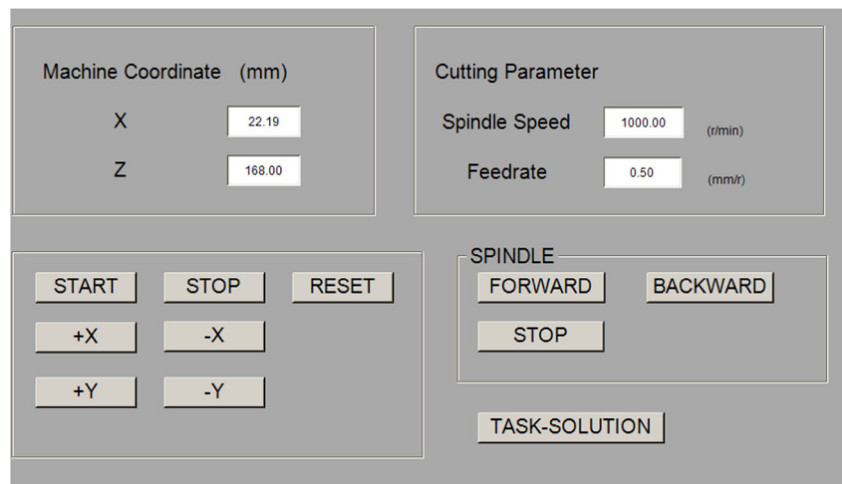 Machine Coordinate (mm)
X 22.19
Z 168.00
Cutting Parameter
Spindle Speed 1000.00 (r/min)
Feedrate 0.50 (mm/r)
START STOP RESET
+X -X
+Y -Y
SPINDLE
FORWARD BACKWARD
STOP
TASK-SOLUTION